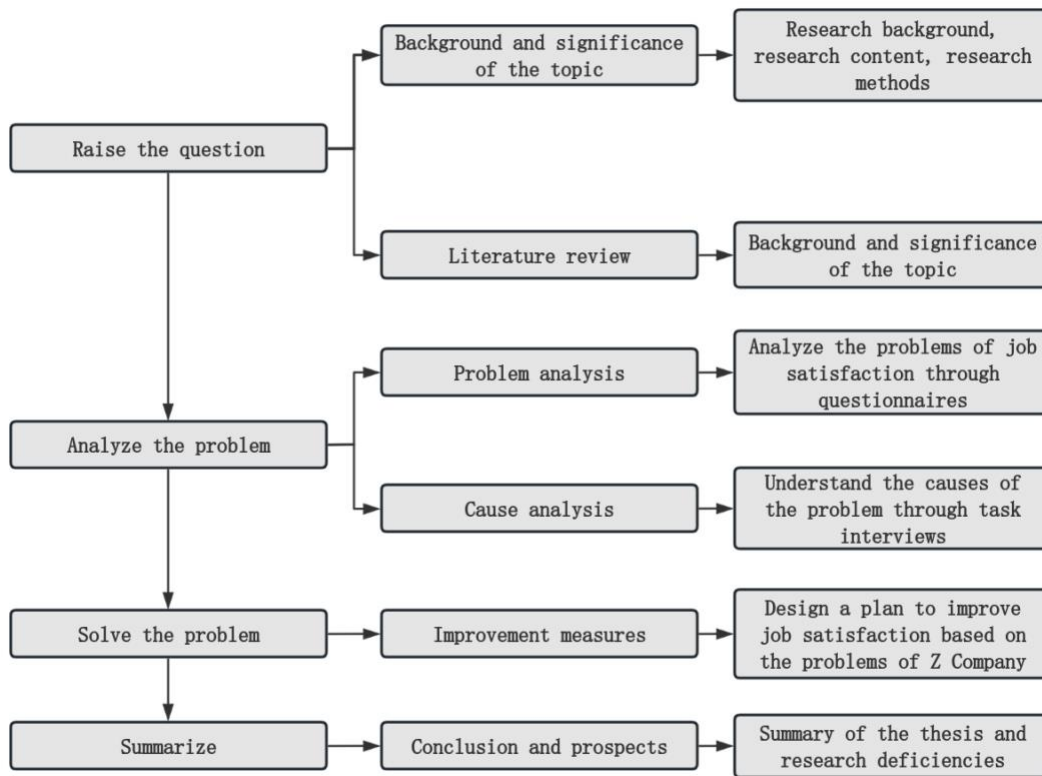 Background and significance
of the topic
Research background,
research content, research
methods
Raise the question
Literature review
Background and significance
of the topic
Problem analysis
Analyze the problems of job
satisfaction through
questionnaires
Analyze the problem
Cause analysis
Understand the causes of
the problem through task
interviews
Solve the problem
Improvement measures
Design a plan to improve
job satisfaction based on
the problems of Z Company
Summarize
Conclusion and prospects
Summary of the thesis and
research deficiencies